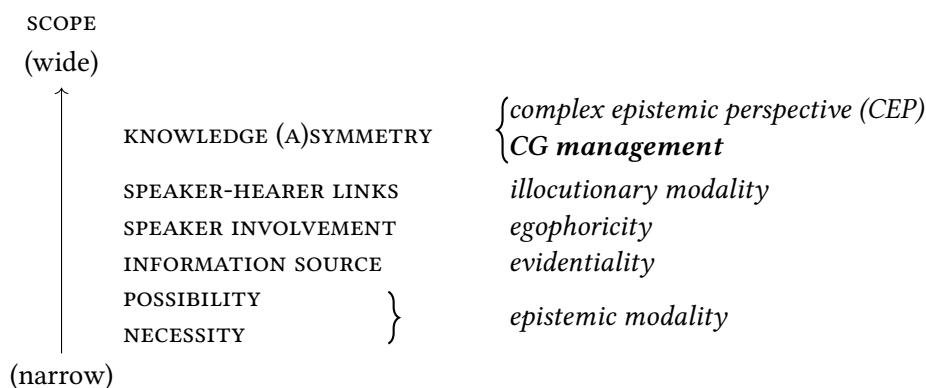 SCOPE
(wide)
KNOWLEDGE (A)SYMMETRY
complex epistemic perspective (CEP)
CG management
SPEAKER-HEARER LINKS illocutionary modality
SPEAKER INVOLVEMENT egophoricity
INFORMATION SOURCE evidentiality
POSSIBILITY
NECESSITY
epistemic modality
(narrow)